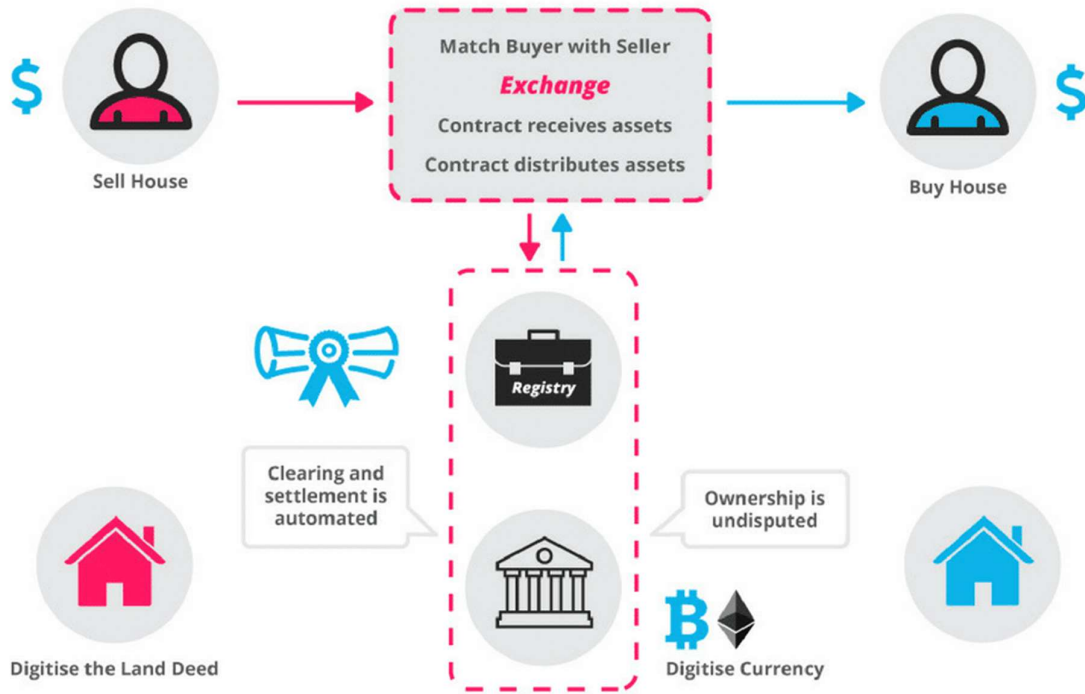 Match Buyer with Seller
Exchange
Contract receives assets
Contract distributes assets
$
$
Sell House
Buy House
Registry
Clearing and
settlement is
automated
Ownership is
undisputed
Digitise the Land Deed
Digitise Currency